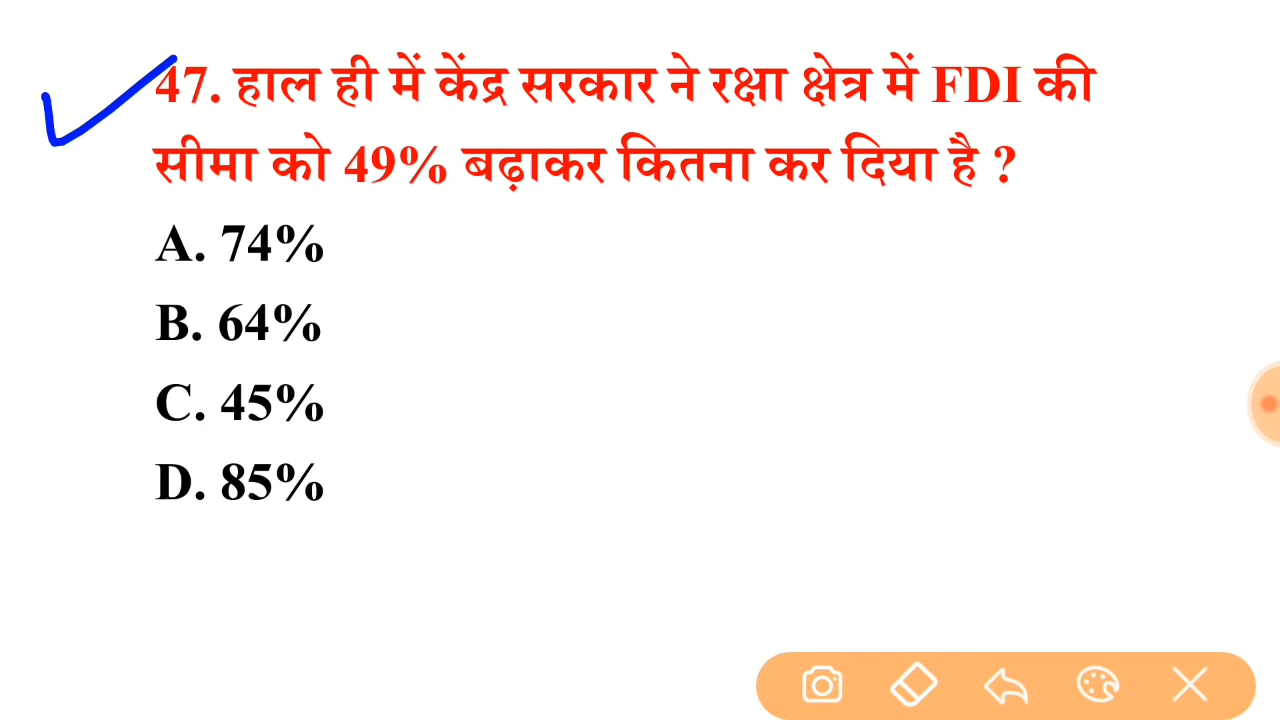 47. हाल ही में केंद्र सरकार ने रक्षा क्षेत्र में FDI की
सीमा को 49% बढ़ाकर कितना कर दिया है ?
A. 74%
B. 64%
C. 45%
D. 85%